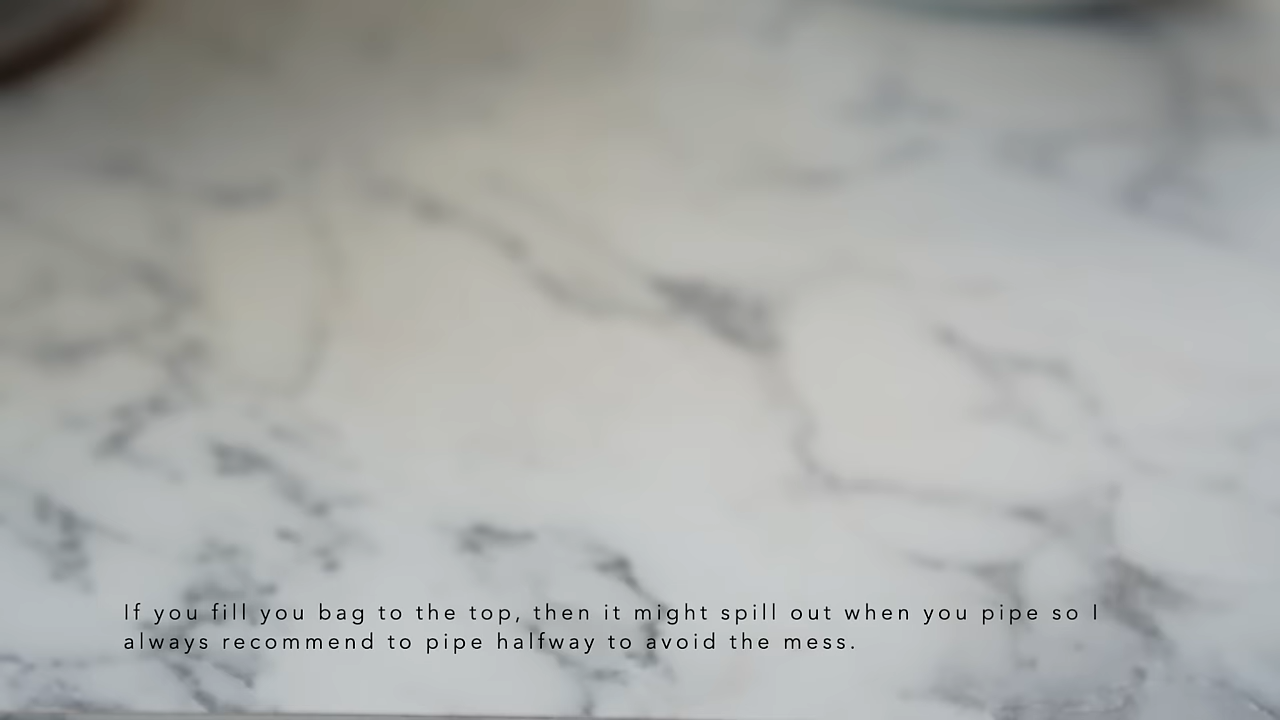 If you fill you bag to the top, then it might spill out when you pipe so I
always recommend to pipe halfway to avoid the mess.